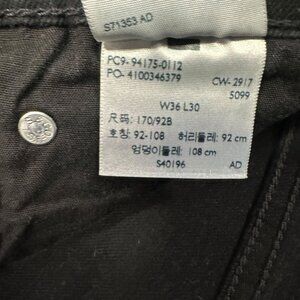 S71353 AD
PC9- 94175-0112
PO- 4100346379
CW- 2917
5099
W36 L30
尺码: 170/92B
호칭: 92-108 허리둘레: 92 cm
엉덩이둘레: 108 cm
S40196 AD